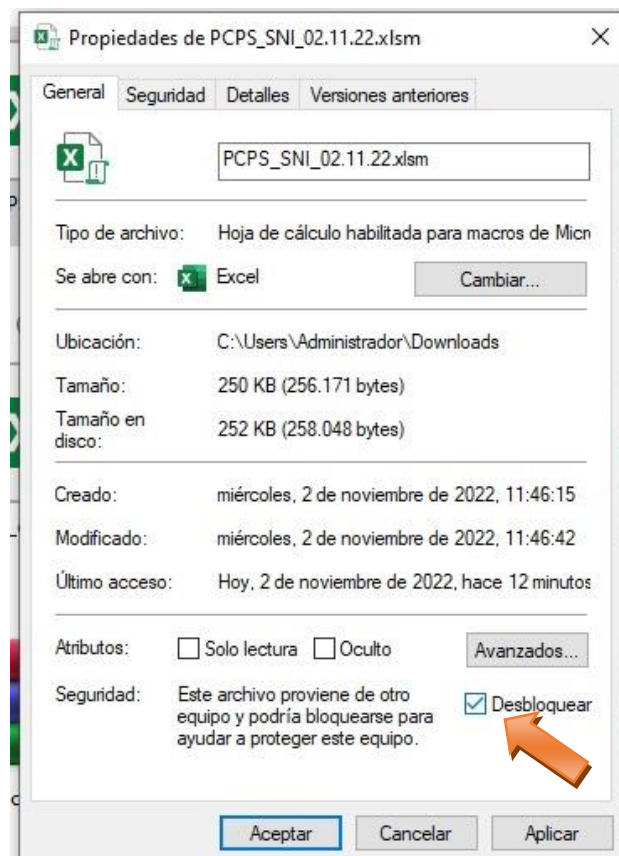 Propiedades de PCPS_SNI_02.11.22.xlsm
General Seguridad Detalles Versiones anteriores
PCPS_SNI_02.11.22.xlsm
Tipo de archivo: Hoja de cálculo habilitada para macros de Micr
Se abre con: Excel Cambiar...
Ubicación: C:\Users\Administrador\Downloads
Tamaño: 250 KB (256.171 bytes)
Tamaño en
disco: 252 KB (258.048 bytes)
Creado: miércoles, 2 de noviembre de 2022, 11:46:15
Modificado: miércoles, 2 de noviembre de 2022, 11:46:42
Último acceso: Hoy, 2 de noviembre de 2022, hace 12 minutos
Atributos: Solo lectura Oculto Avanzados...
Seguridad: Este archivo proviene de otro
equipo y podría bloquearse para
ayudar a proteger este equipo.
Desbloquear
Aceptar Cancelar Aplicar